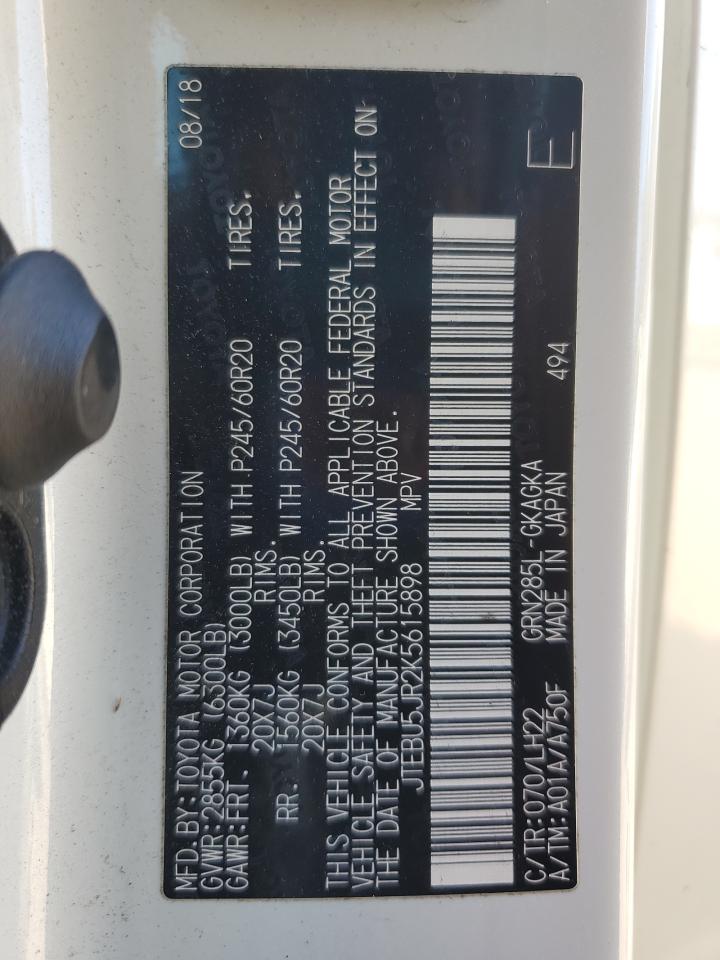 MFD.BY:TOYOTA MOTOR CORPORATION 08/18
GVWR:2855KG (6300LB)
GAWR:FRT. 1360KG (3000LB) WITH P245/60R20 TIRES.
20X7J RIMS.
RR. 1560KG (3450LB) WITH P245/60R20 TIRES.
20X7J RIMS.
THIS VEHICLE CONFORMS TO ALL APPLICABLE FEDERAL MOTOR
VEHICLE SAFETY AND THEFT PREVENTION STANDARDS IN EFFECT ON
THE DATE OF MANUFACTURE SHOWN ABOVE.
JTEBU5JR2K5615898 MPV
C/TR:070/LH22 GRN285L-GKAGKA
A/TM:A01A/A750F MADE IN JAPAN 494
E